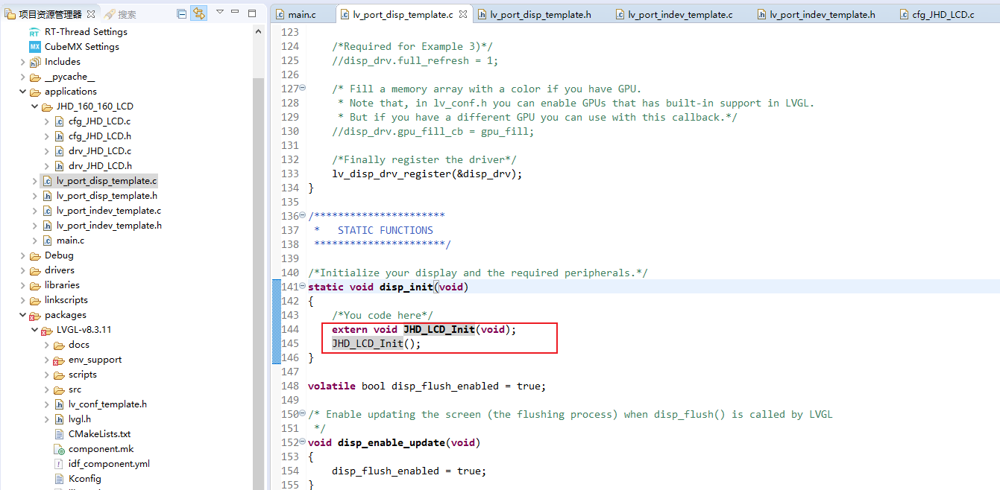 项目资源管理器
搜索
RT-Thread Settings
CubeMX Settings
Includes
__pycache__
applications
JHD_160_160_LCD
cfg_JHD_LCD.c
cfg_JHD_LCD.h
drv_JHD_LCD.c
drv_JHD_LCD.h
lv_port_disp_template.c
lv_port_disp_template.h
lv_port_indev_template.c
lv_port_indev_template.h
main.c
Debug
drivers
libraries
linkscripts
packages
LVGL-v8.3.11
docs
env_support
scripts
src
lv_conf_template.h
lvgl.h
CMakeLists.txt
component.mk
idf_component.yml
Kconfig
main.c
lv_port_disp_template.c
lv_port_disp_template.h
lv_port_indev_template.c
lv_port_indev_template.h
cfg_JHD_LCD.c
123
124 /*Required for Example 3)*/
125 //disp_drv.full_refresh = 1;
126
127 /* Fill a memory array with a color if you have GPU.
128 * Note that, in lv_conf.h you can enable GPUs that has built-in support in LVGL.
129 * But if you have a different GPU you can use with this callback.*/
130 //disp_drv.gpu_fill_cb = gpu_fill;
131
132 /*Finally register the driver*/
133 lv_disp_drv_register(&disp_drv);
134 }
135
136 /**********************
137 * STATIC FUNCTIONS
138 **********************/
139
140 /*Initialize your display and the required peripherals.*/
141 static void disp_init(void)
142 {
143 /*You code here*/
144 extern void JHD_LCD_Init(void);
145 JHD_LCD_Init();
146 }
147
148 volatile bool disp_flush_enabled = true;
149
150 /* Enable updating the screen (the flushing process) when disp_flush() is called by LVGL
151 */
152 void disp_enable_update(void)
153 {
154 disp_flush_enabled = true;
155 }